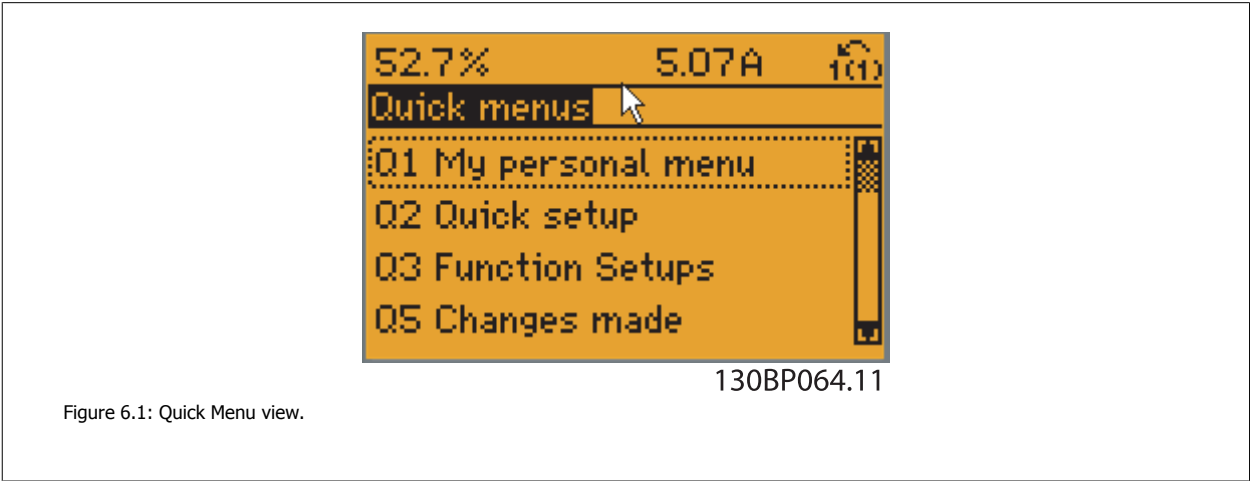 52.7% 5.07A 1(1)
Quick menus
Q1 My personal menu
Q2 Quick setup
Q3 Function Setups
Q5 Changes made
130BP064.11
Figure 6.1: Quick Menu view.